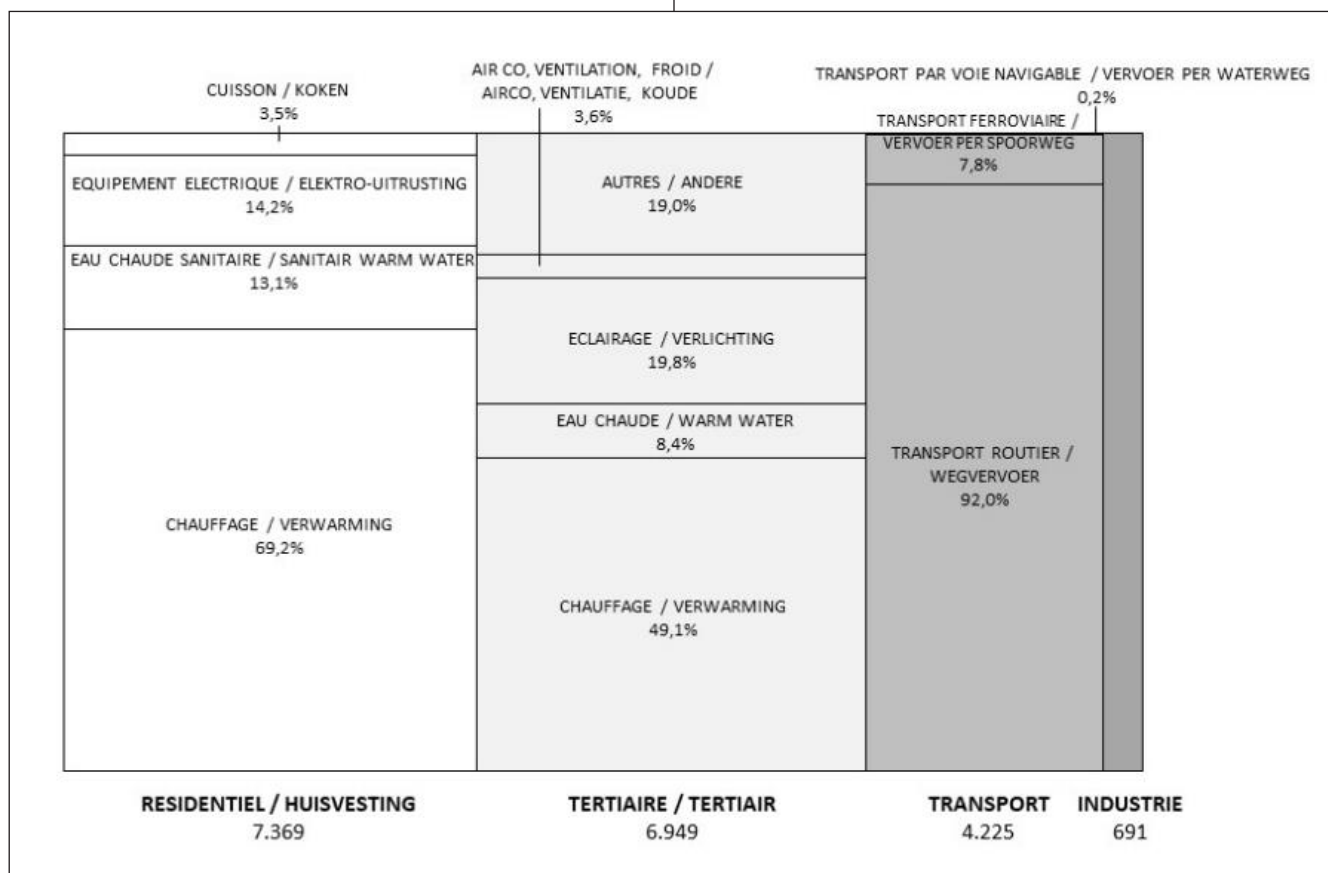 CUISSON / KOKEN
3,5%
AIR CO, VENTILATION, FROID /
AIRCO, VENTILATIE, KOUDE
3,6%
TRANSPORT PAR VOIE NAVIGABLE / VERVOER PER WATERWEG
0,2%
TRANSPORT FERROVIAIRE /
VERVOER PER SPOORWEG
7,8%
EQUIPEMENT ELECTRIQUE / ELEKTRO-UITRUSTING
14,2%
AUTRES / ANDERE
19,0%
EAU CHAUDE SANITAIRE / SANITAIR WARM WATER
13,1%
ECLAIRAGE / VERLICHTING
19,8%
EAU CHAUDE / WARM WATER
8,4%
TRANSPORT ROUTIER /
WEGVERVOER
92,0%
CHAUFFAGE / VERWARMING
69,2%
CHAUFFAGE / VERWARMING
49,1%
RESIDENTIEL / HUISVESTING
7.369
TERTIAIRE / TERTIAIR
6.949
TRANSPORT
4.225
INDUSTRIE
691